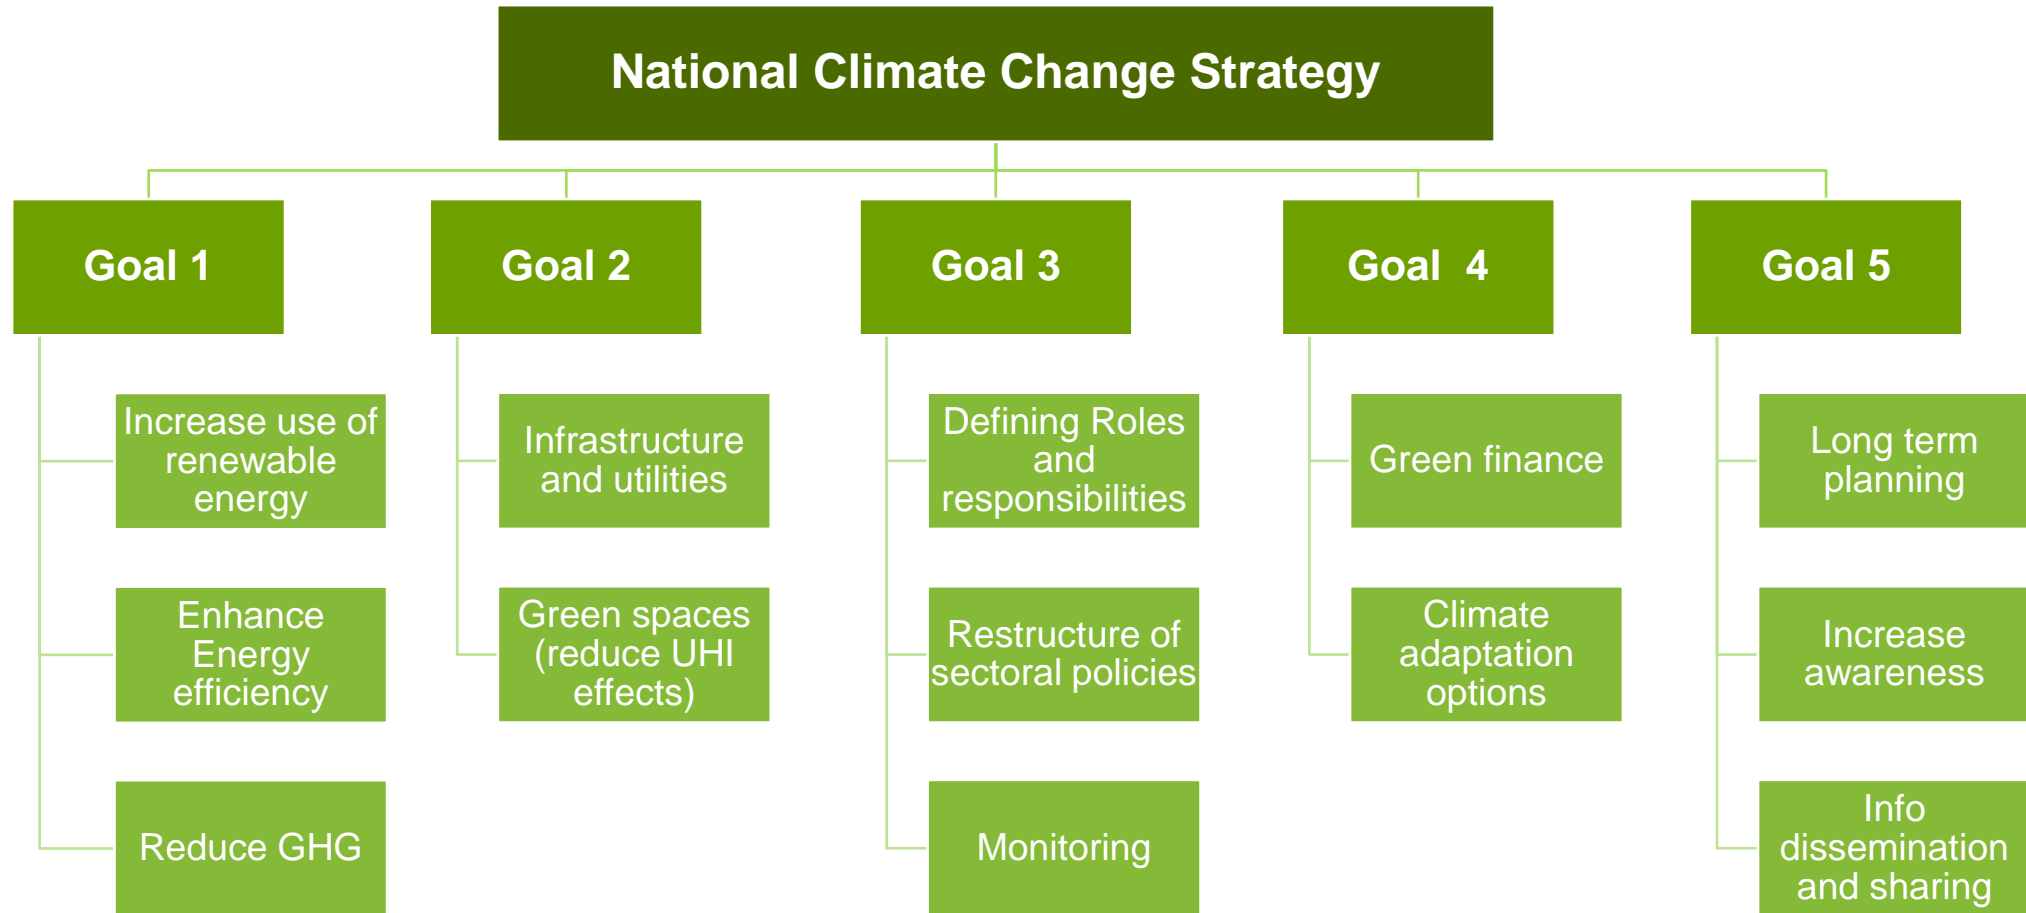 National Climate Change Strategy
Goal 1
Goal 2
Goal 3
Goal  4
Goal 5
Increase use of
renewable
energy
Enhance
Energy
efficiency
Reduce GHG
Infrastructure
and utilities
Green spaces
(reduce UHI
effects)
Defining Roles
and
responsibilities
Restructure of
sectoral policies
Monitoring
Green finance
Climate
adaptation
options
Long term
planning
Increase
awareness
Info
dissemination
and sharing